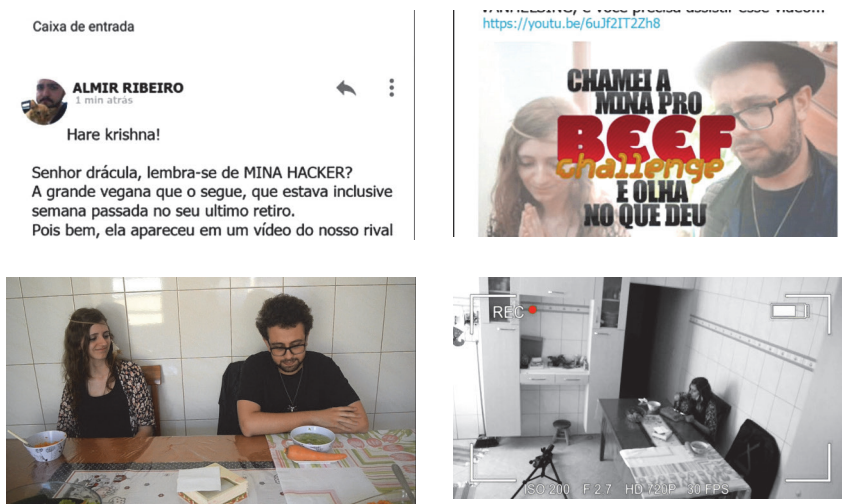 Caixa de entrada
ALMIR RIBEIRO
1 min atrás
Hare krishna!
Senhor drácula, lembra-se de MINA HACKER?
A grande vegana que o segue, que estava inclusive
semana passada no seu ultimo retiro.
Pois bem, ela apareceu em um vídeo do nosso rival
VANHELSING, e você precisa assistir esse vídeo...
https://youtu.be/6uJf2IT2Zh8
CHAMEI A
MINA PRO
BEEF
challenge
E OLHA
NO QUE DEU
REC
ISO 200 F 2.7 HD 720P 30 FPS